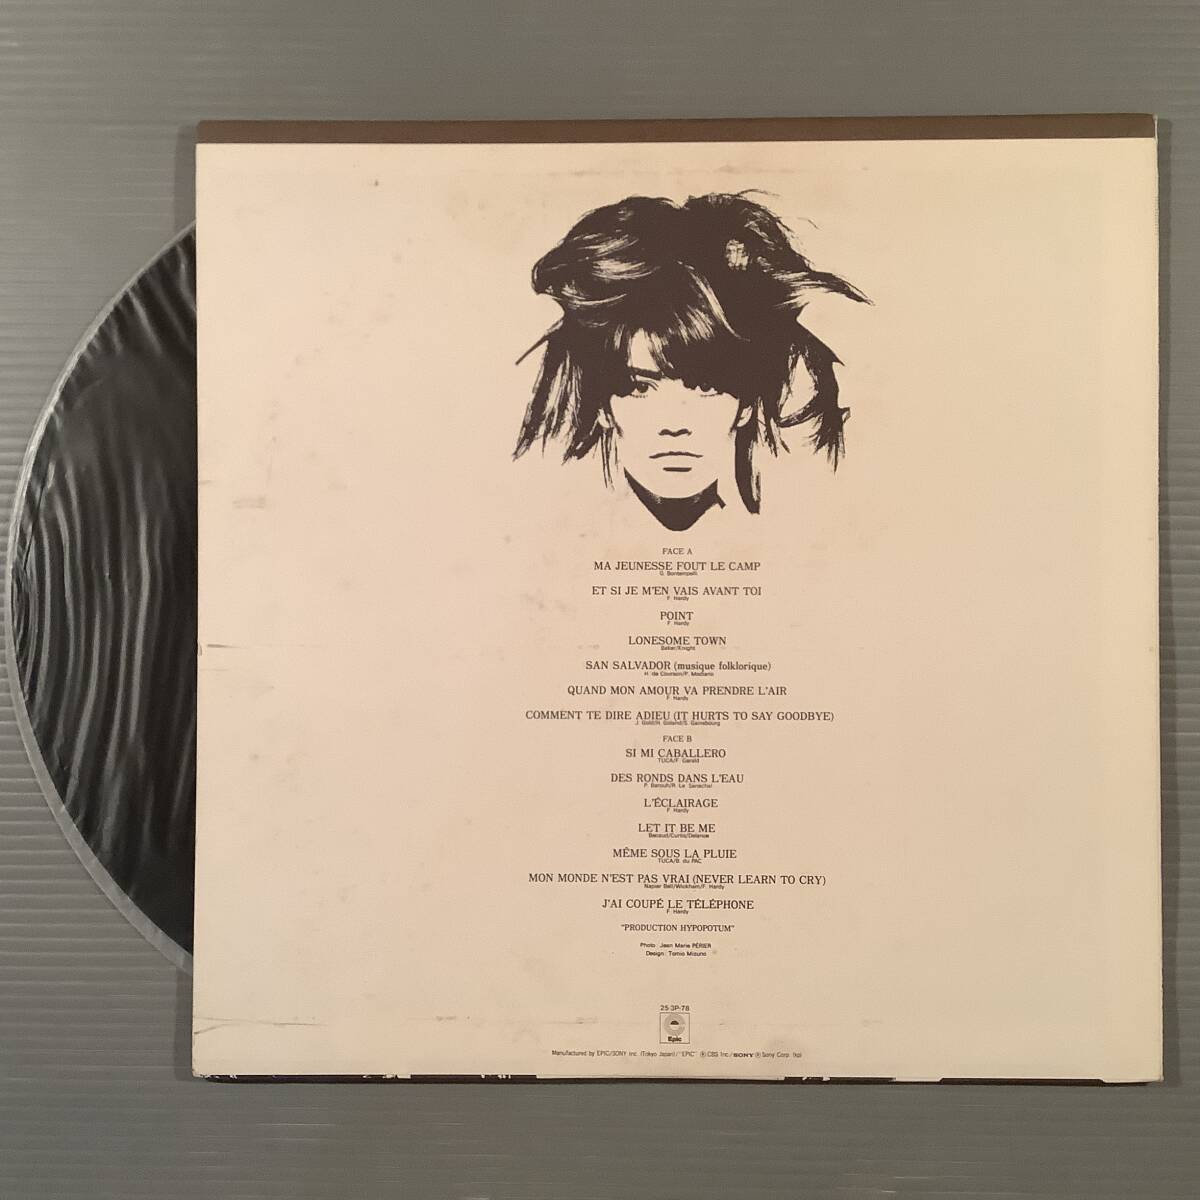 FACE A
MA JEUNESSE FOUT LE CAMP
G. Bontempelli
ET SI JE M'EN VAIS AVANT TOI
F. Hardy
POINT
F. Hardy
LONESOME TOWN
Baker/Knight
SAN SALVADOR (musique folklorique)
H. de Courson/P. Modiano
QUAND MON AMOUR VA PRENDRE L'AIR
F. Hardy
COMMENT TE DIRE ADIEU (IT HURTS TO SAY GOODBYE)
J. Gold/A. Goland/S. Gainsbourg
FACE B
SI MI CABALLERO
TUCA/F. Gerald
DES RONDS DANS L'EAU
P. Barouh/R. Le Senechal
L'ÉCLAIRAGE
F. Hardy
LET IT BE ME
Becaud/Curtis/Delanoe
MÊME SOUS LA PLUIE
TUCA/B. du PAC
MON MONDE N'EST PAS VRAI (NEVER LEARN TO CRY)
Napier Bell/Wickham/F. Hardy
J'AI COUPÉ LE TÉLÉPHONE
F. Hardy
"PRODUCTION HYPOPOTUM"
Photo: Jean Marie PÉRIER
Design: Tomio Mizuno
25·3P-78
Epic
Manufactured by EPIC/SONY Inc. (Tokyo Japan)/"EPIC" ®CBS Inc./SONY ® Sony Corp. (to)